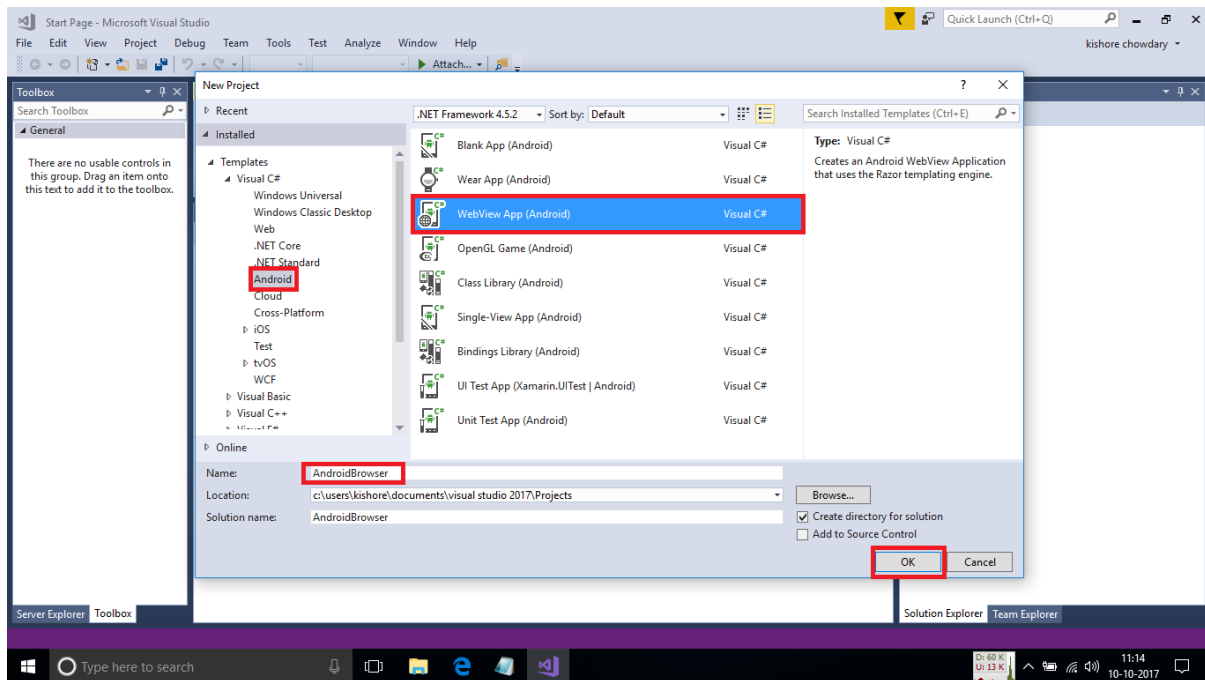 Start Page - Microsoft Visual Studio
Quick Launch (Ctrl+Q)
File Edit View Project Debug Team Tools Test Analyze Window Help
kishore chowdary
Attach...
Toolbox
Search Toolbox
General
There are no usable controls in
this group. Drag an item onto
this text to add it to the toolbox.
New Project
? 
Recent
Installed
Templates
Visual C#
Windows Universal
Windows Classic Desktop
Web
.NET Core
.NET Standard
Android
Cloud
Cross-Platform
iOS
Test
tvOS
WCF
Visual Basic
Visual C++
Online
.NET Framework 4.5.2 Sort by: Default
Blank App (Android) Visual C#
Wear App (Android) Visual C#
WebView App (Android) Visual C#
OpenGL Game (Android) Visual C#
Class Library (Android) Visual C#
Single-View App (Android) Visual C#
Bindings Library (Android) Visual C#
UI Test App (Xamarin.UITest | Android) Visual C#
Unit Test App (Android) Visual C#
Search Installed Templates (Ctrl+E)
Type: Visual C#
Creates an Android WebView Application
that uses the Razor templating engine.
Name: AndroidBrowser
Location: c:\users\kishore\documents\visual studio 2017\Projects
Browse...
Solution name: AndroidBrowser
Create directory for solution
Add to Source Control
OK Cancel
Server Explorer Toolbox
Solution Explorer Team Explorer
Type here to search
D: 60 K
U: 13 K
11:14
10-10-2017